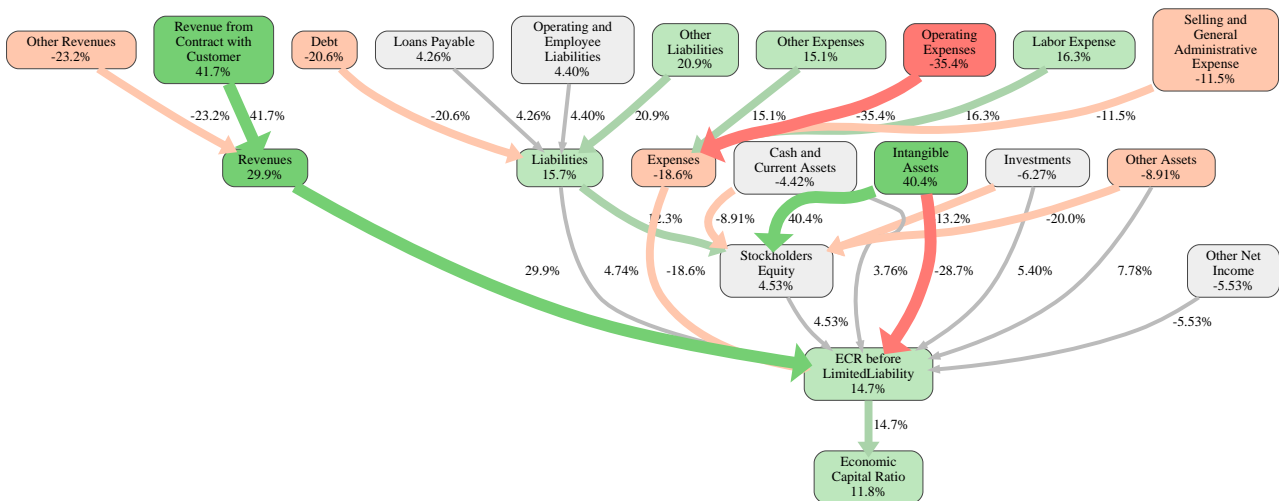 Other Revenues
-23.2%
Revenue from
Contract with
Customer
41.7%
Debt
-20.6%
Loans Payable
4.26%
Operating and
Employee
Liabilities
4.40%
Other
Liabilities
20.9%
Other Expenses
15.1%
Operating
Expenses
-35.4%
Labor Expense
16.3%
Selling and
General
Administrative
Expense
-11.5%
-23.2%
41.7%
-20.6%
4.26%
4.40%
20.9%
15.1%
-35.4%
16.3%
-11.5%
Revenues
29.9%
Liabilities
15.7%
Expenses
-18.6%
Cash and
Current Assets
-4.42%
Intangible
Assets
40.4%
Investments
-6.27%
Other Assets
-8.91%
-8.91%
40.4%
13.2%
-20.0%
Stockholders
Equity
4.53%
Other Net
Income
-5.53%
29.9%
4.74%
-18.6%
3.76%
-28.7%
5.40%
7.78%
4.53%
-5.53%
ECR before
LimitedLiability
14.7%
14.7%
Economic
Capital Ratio
11.8%